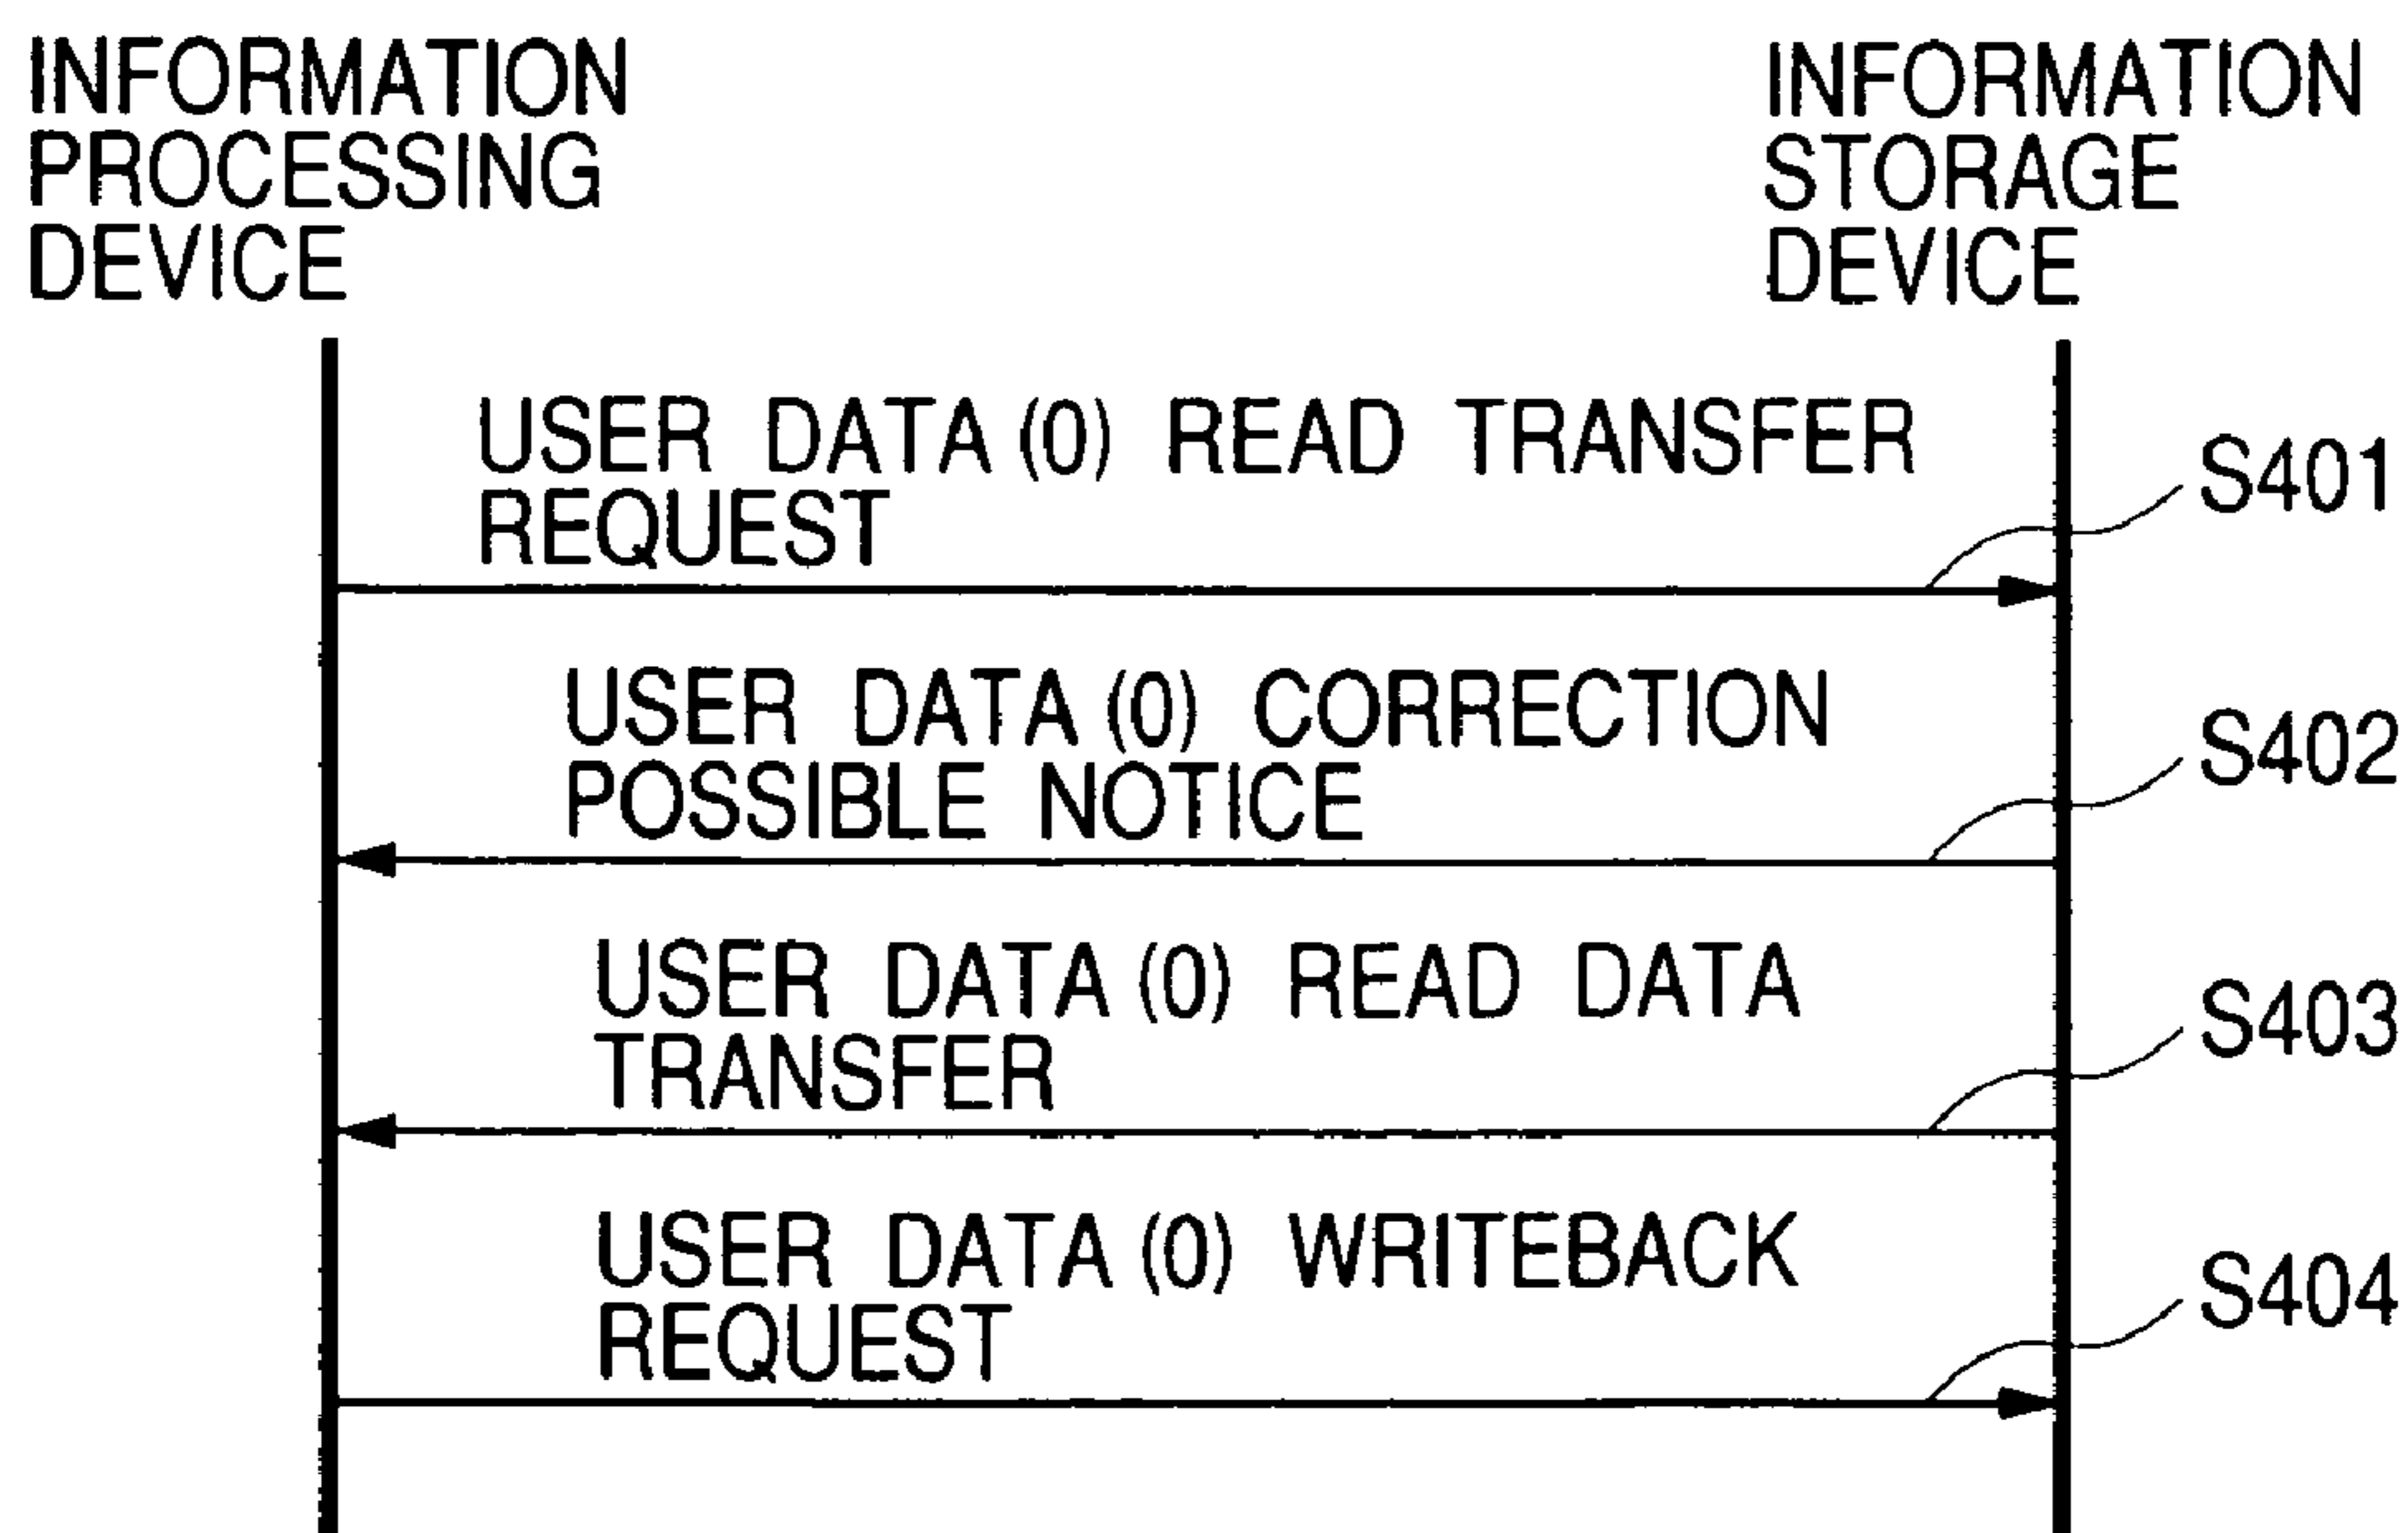 INFORMATION
PROCESSING
DEVICE
INFORMATION
STORAGE
DEVICE
USER DATA (0) READ TRANSFER
REQUEST
S401
USER DATA (0) CORRECTION
POSSIBLE NOTICE
S402
USER DATA (0) READ DATA
TRANSFER
S403
USER DATA (0) WRITEBACK
REQUEST
S404